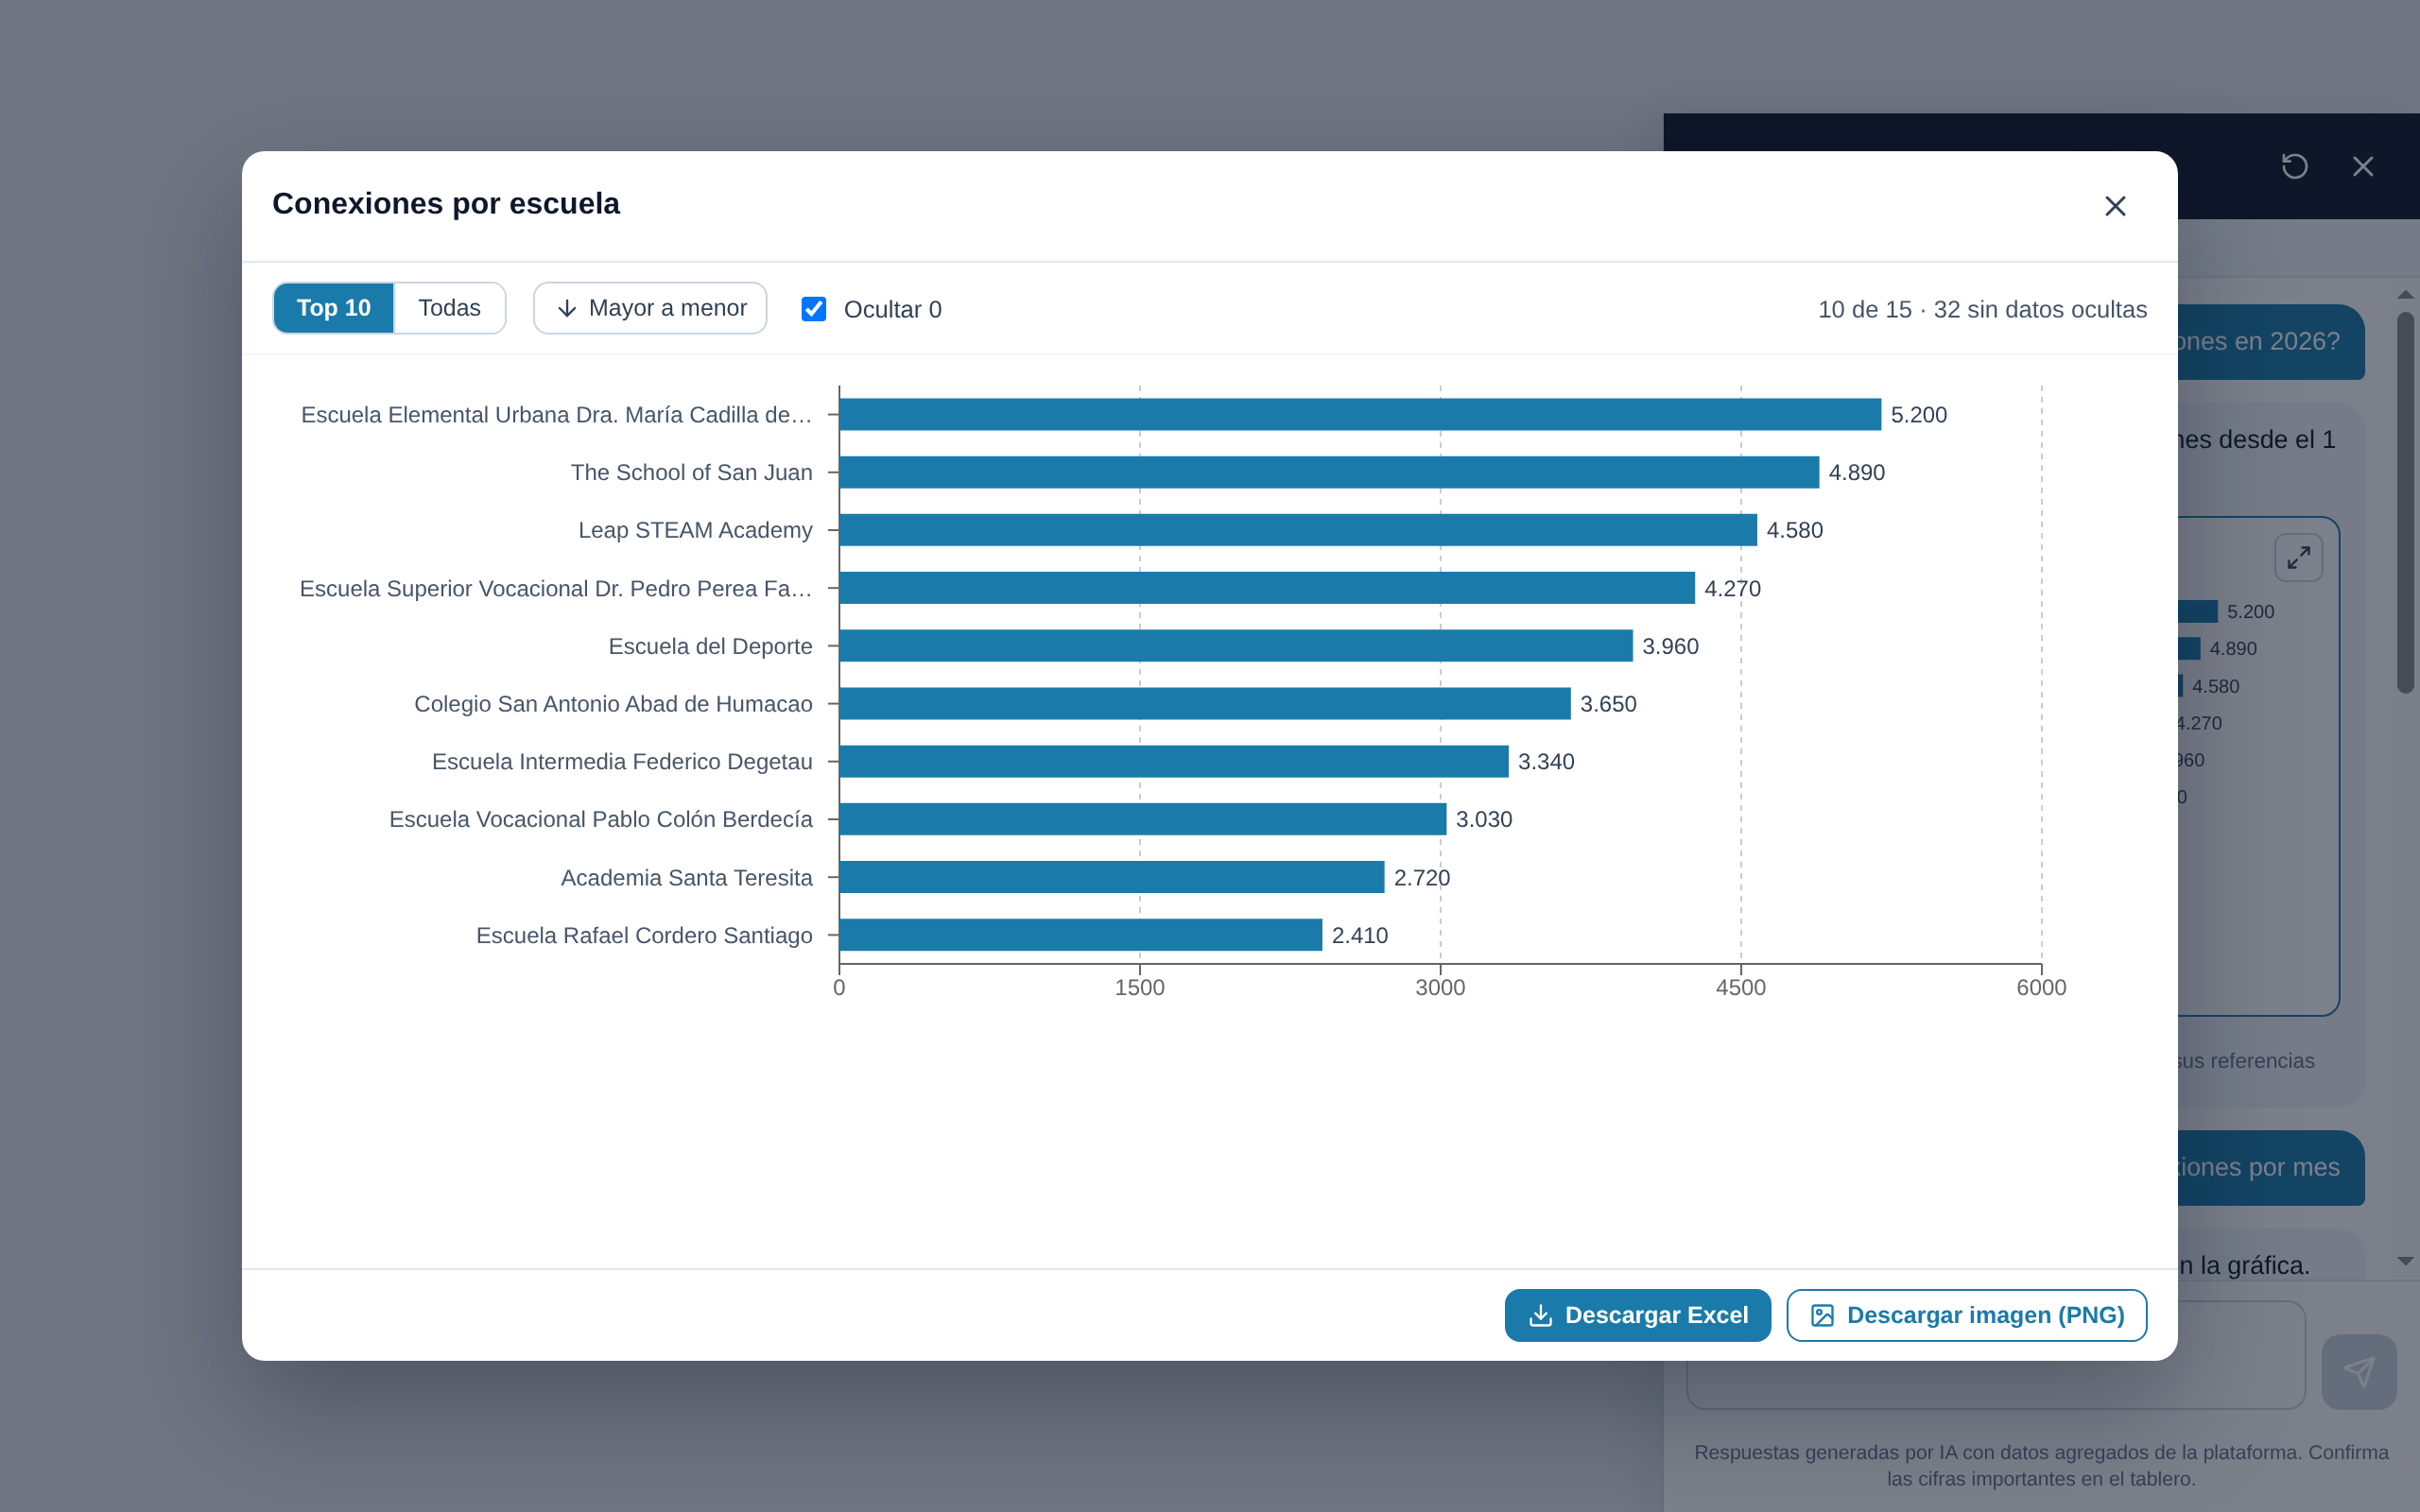 Conexiones por escuela
Top 10
Todas
Mayor a menor
Ocultar 0
10 de 15 · 32 sin datos ocultas
Escuela Elemental Urbana Dra. María Cadilla de… 5.200
The School of San Juan 4.890
Leap STEAM Academy 4.580
Escuela Superior Vocacional Dr. Pedro Perea Fa… 4.270
Escuela del Deporte 3.960
Colegio San Antonio Abad de Humacao 3.650
Escuela Intermedia Federico Degetau 3.340
Escuela Vocacional Pablo Colón Berdecía 3.030
Academia Santa Teresita 2.720
Escuela Rafael Cordero Santiago 2.410
0 1500 3000 4500 6000
Descargar Excel
Descargar imagen (PNG)
en 2026?
desde el 1
5.200
4.890
4.580
4.270
sus referencias
por mes
la gráfica.
Respuestas generadas por IA con datos agregados de la plataforma. Confirma
las cifras importantes en el tablero.